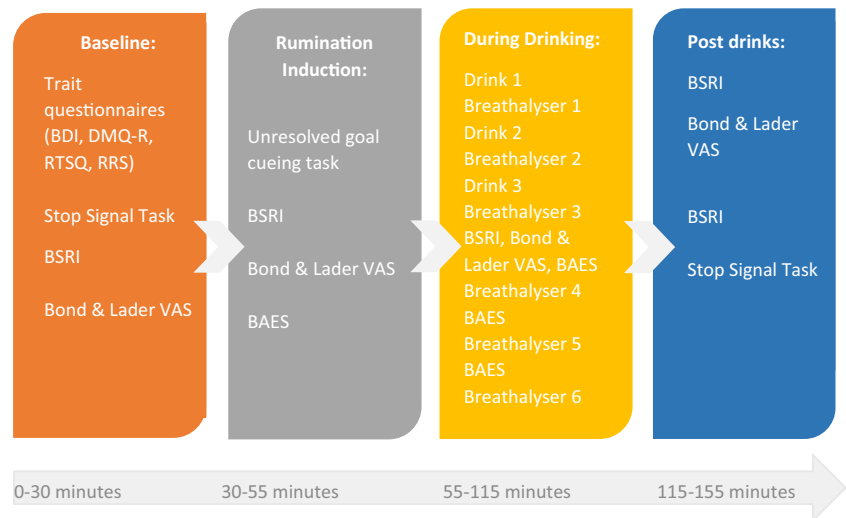 Baseline:
Trait
questionnaires
(BDI, DMQ-R,
RTSQ, RRS)
Stop Signal Task
BSRI
Bond & Lader VAS
Rumination
Induction:
Unresolved goal
cueing task
BSRI
Bond & Lader VAS
BAES
During Drinking:
Drink 1
Breathalyser 1
Drink 2
Breathalyser 2
Drink 3
Breathalyser 3
BSRI, Bond &
Lader VAS, BAES
Breathalyser 4
BAES
Breathalyser 5
BAES
Breathalyser 6
Post drinks:
BSRI
Bond & Lader
VAS
BSRI
Stop Signal Task
0-30 minutes
30-55 minutes
55-115 minutes
115-155 minutes